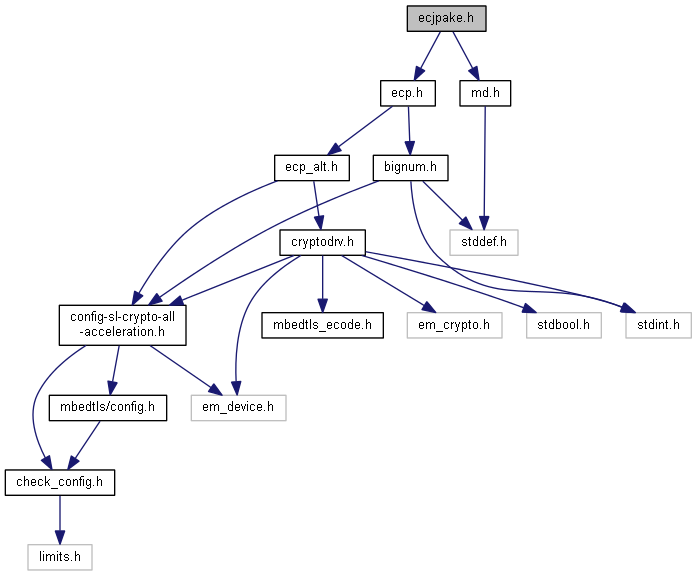 ecjpake.h
ecp.h
md.h
ecp_alt.h
bignum.h
cryptodrv.h
stddef.h
config-sl-crypto-all
-acceleration.h
mbedtls_ecode.h
em_crypto.h
stdbool.h
stdint.h
mbedtls/config.h
em_device.h
check_config.h
limits.h